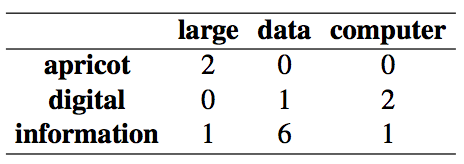 large data computer
apricot 2 0 0
digital 0 1 2
information 1 6 1